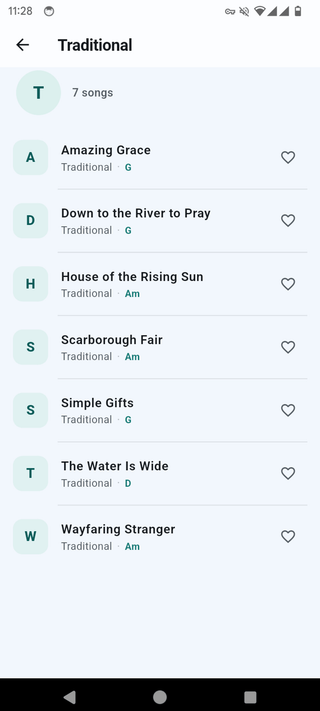 11:28
Traditional
T
7 songs
A
Amazing Grace
Traditional · G
D
Down to the River to Pray
Traditional · G
H
House of the Rising Sun
Traditional · Am
S
Scarborough Fair
Traditional · Am
S
Simple Gifts
Traditional · G
T
The Water Is Wide
Traditional · D
W
Wayfaring Stranger
Traditional · Am